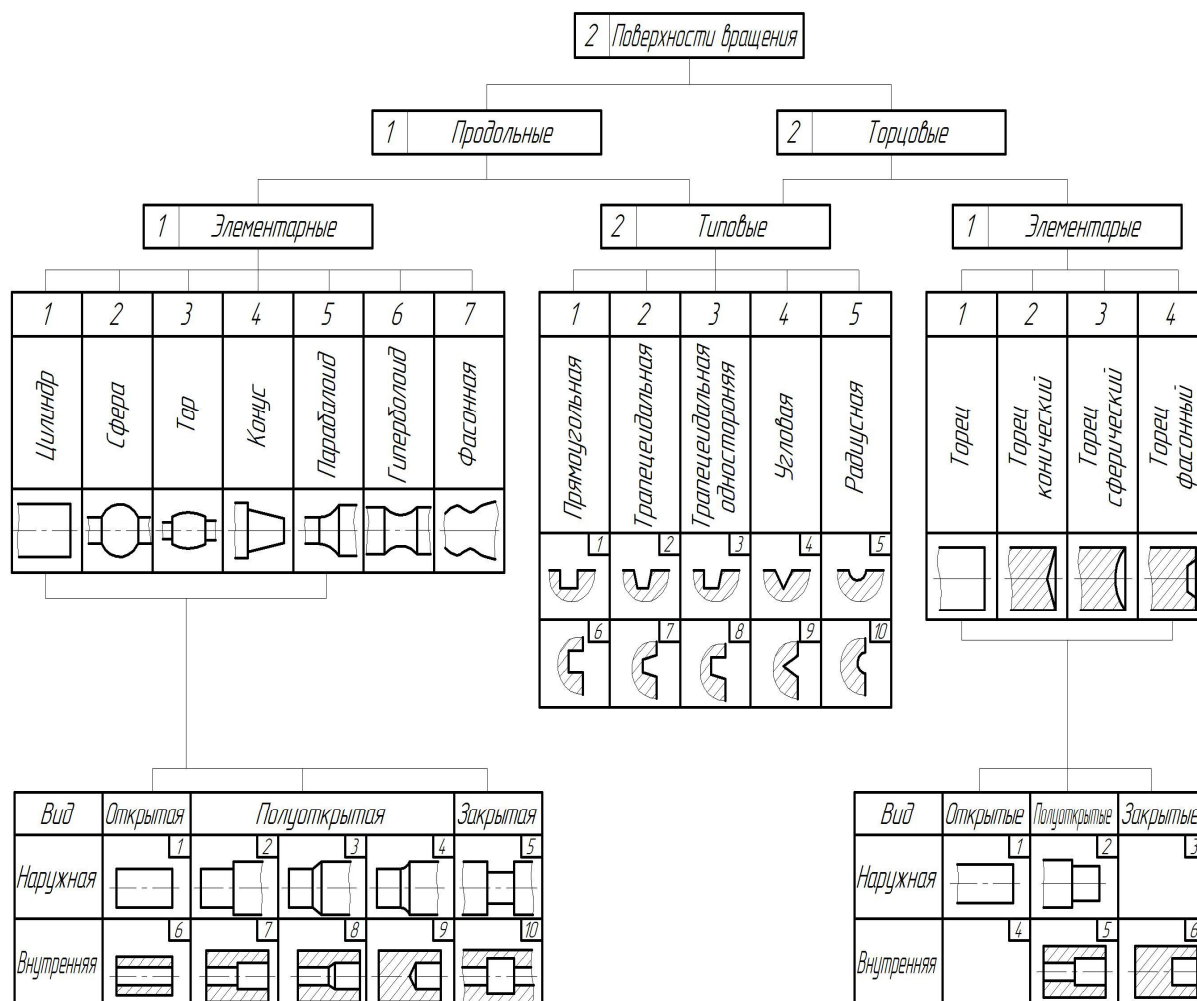 2 Поверхности вращения
1 Продольные
2 Торцовые
1 Элементарные
2 Типовые
1 Элементарые
1 2 3 4 5 6 7
Цилиндр
Сфера
Тор
Конус
Парабалоид
Гиперболоид
Фасонная
1 2 3 4 5
Прямоугольная
Трапецеидальная
Трапецеидальная
одностороняя
Угловая
Радиусная
1 2 3 4 5
6 7 8 9 10
1 2 3 4
Торец
Торец
конический
Торец
сферический
Торец
фасонный
Вид Открытая Полуоткрытая Закрытая
Наружная 1 2 3 4 5
Внутренняя 6 7 8 9 10
Вид Открытые Полуоткрытые Закрытые
Наружная 1 2 3
Внутренняя 4 5 6